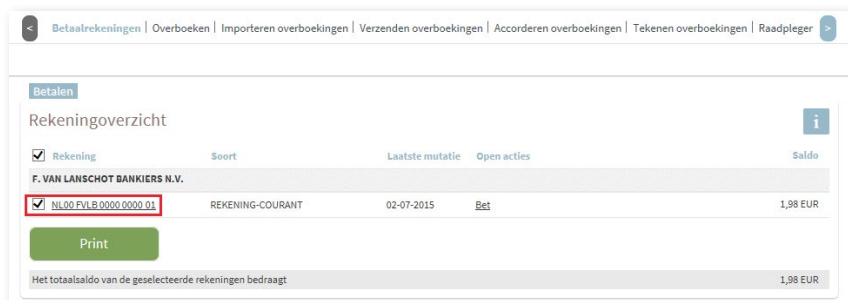 < Betaalrekeningen | Overboeken | Importeren overboekingen | Verzenden overboekingen | Accorderen overboekingen | Tekenen overboekingen | Raadpleger >
Betalen
Rekeningoverzicht i
Rekening Soort Laatste mutatie Open acties Saldo
F. VAN LANSCHOT BANKIERS N.V.
NL00 FVLB 0000 0000 01 REKENING-COURANT 02-07-2015 Bet 1,98 EUR
Print
Het totaalsaldo van de geselecteerde rekeningen bedraagt 1,98 EUR